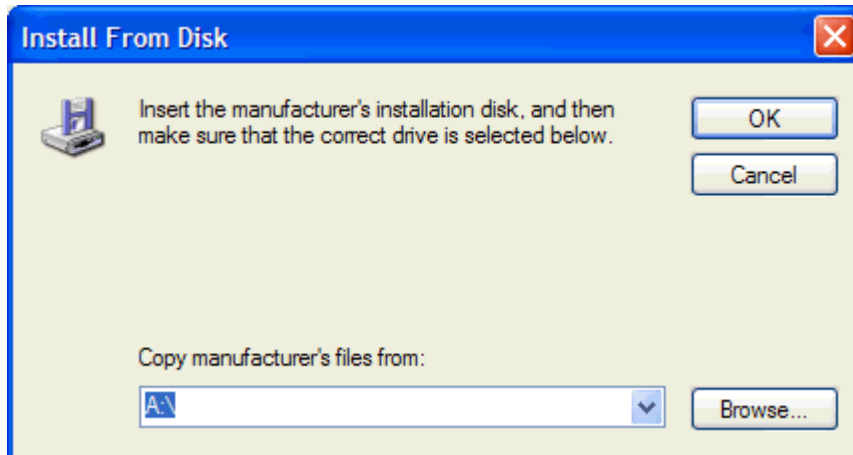 Install From Disk
Insert the manufacturer's installation disk, and then
make sure that the correct drive is selected below.
OK
Cancel
Copy manufacturer's files from:
A:\
Browse...